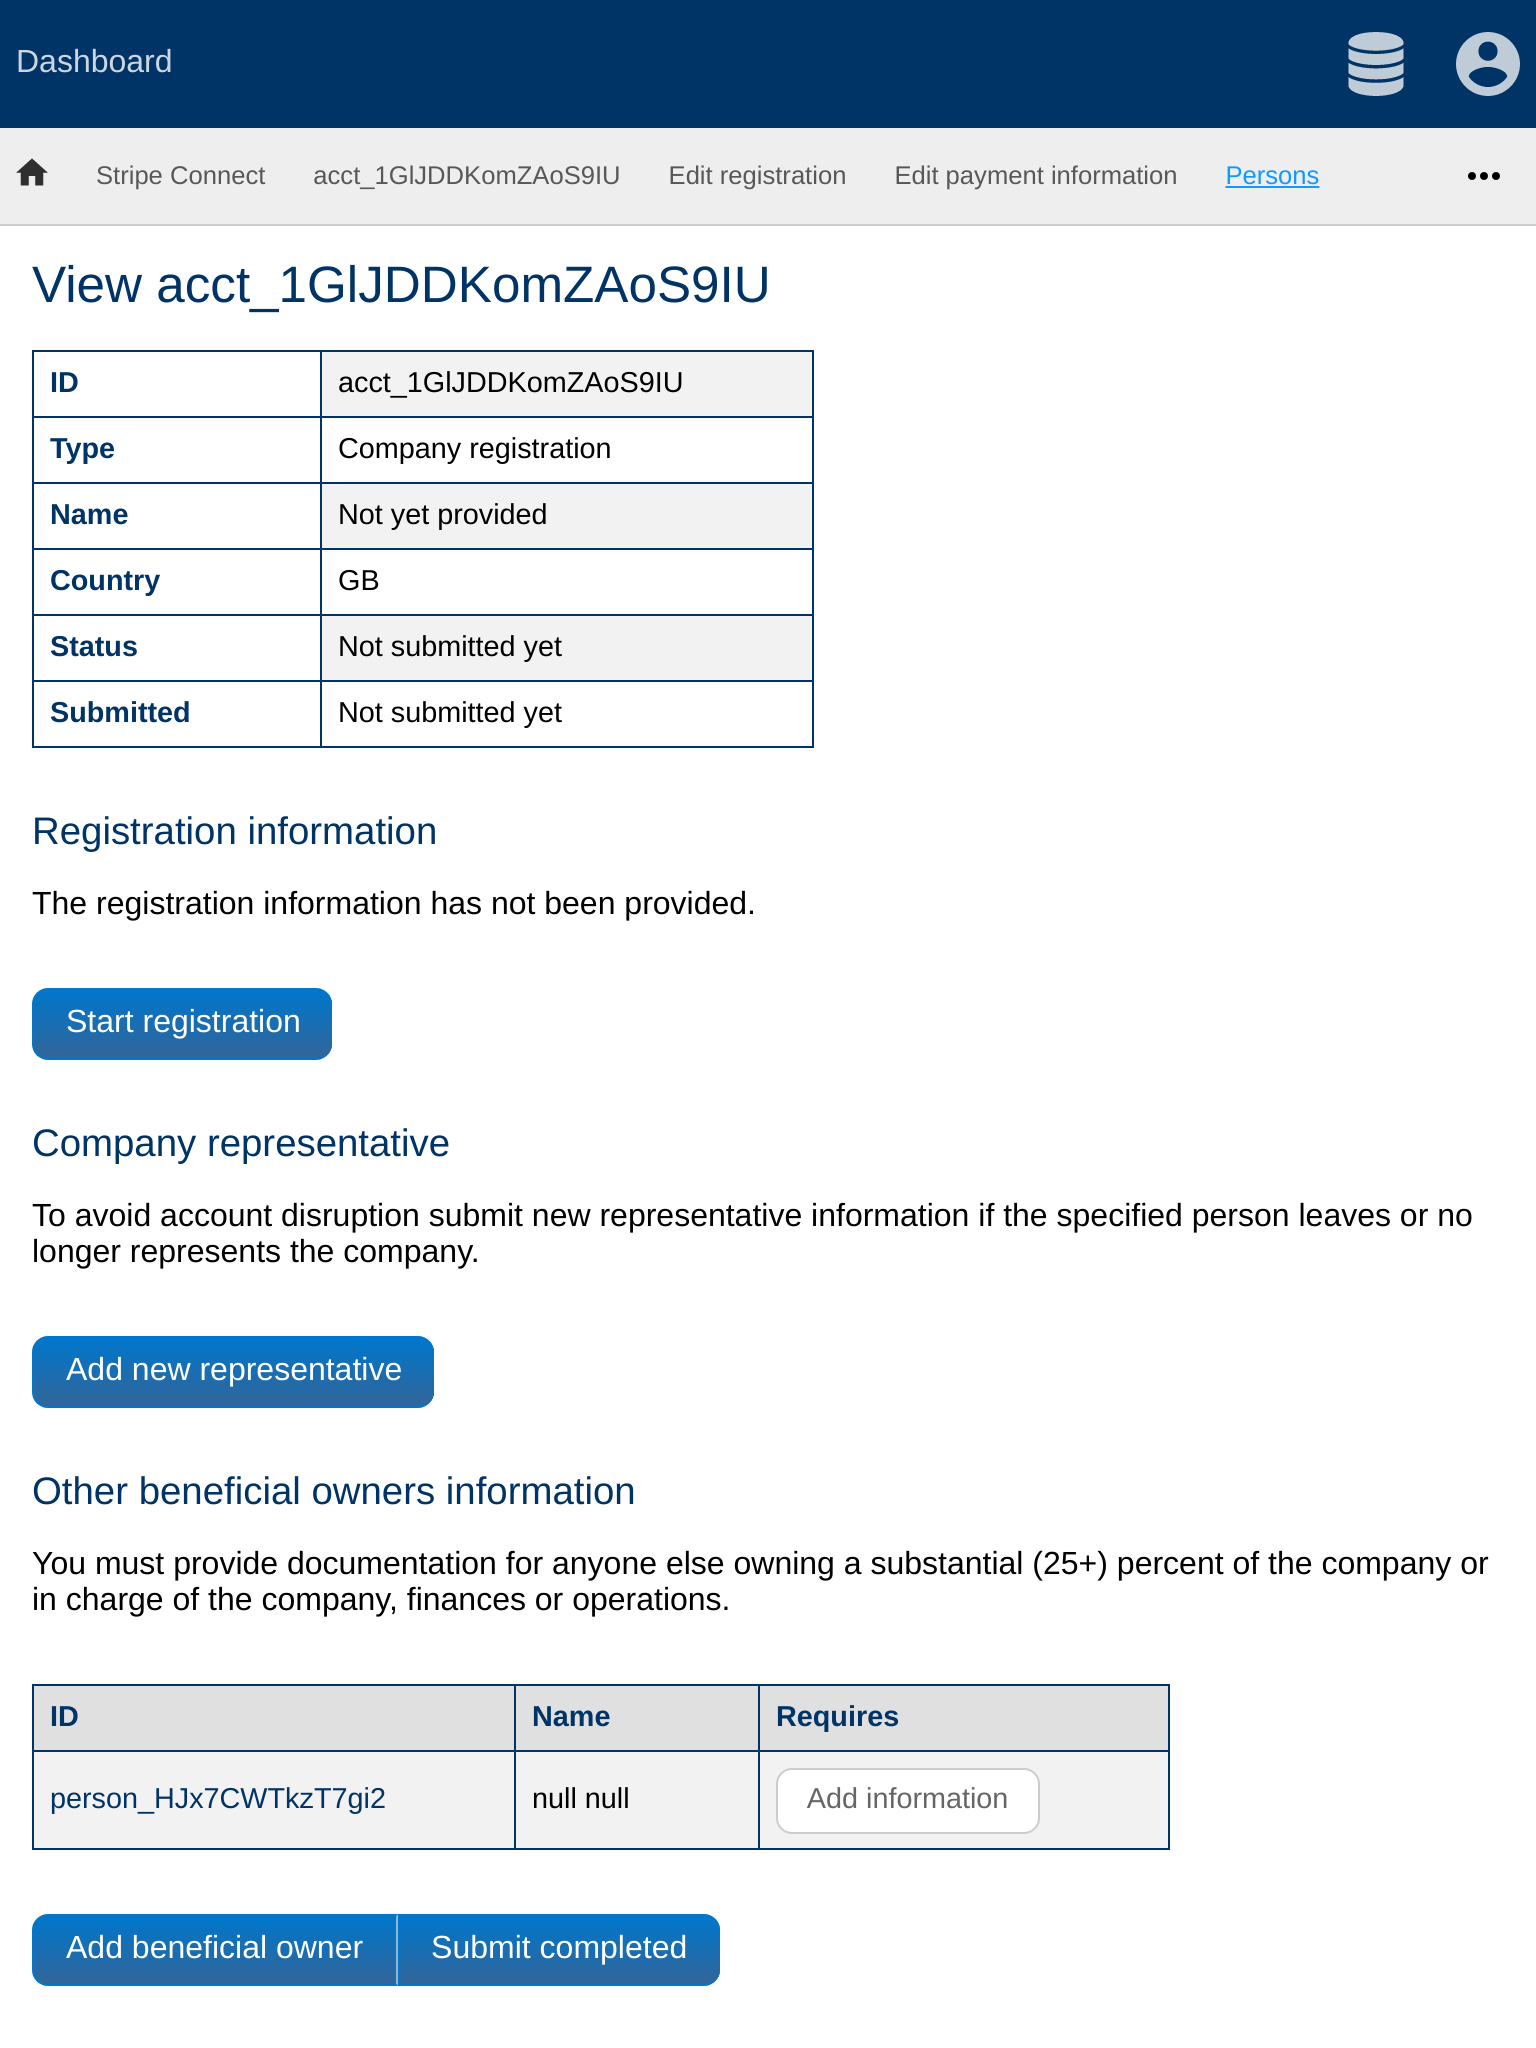 Dashboard
Stripe Connect acct_1GlJDDKomZAoS9IU Edit registration Edit payment information Persons
View acct_1GlJDDKomZAoS9IU
ID acct_1GlJDDKomZAoS9IU
Type Company registration
Name Not yet provided
Country GB
Status Not submitted yet
Submitted Not submitted yet
Registration information
The registration information has not been provided.
Start registration
Company representative
To avoid account disruption submit new representative information if the specified person leaves or no
longer represents the company.
Add new representative
Other beneficial owners information
You must provide documentation for anyone else owning a substantial (25+) percent of the company or
in charge of the company, finances or operations.
ID Name Requires
person_HJx7CWTkzT7gi2 null null Add information
Add beneficial owner Submit completed